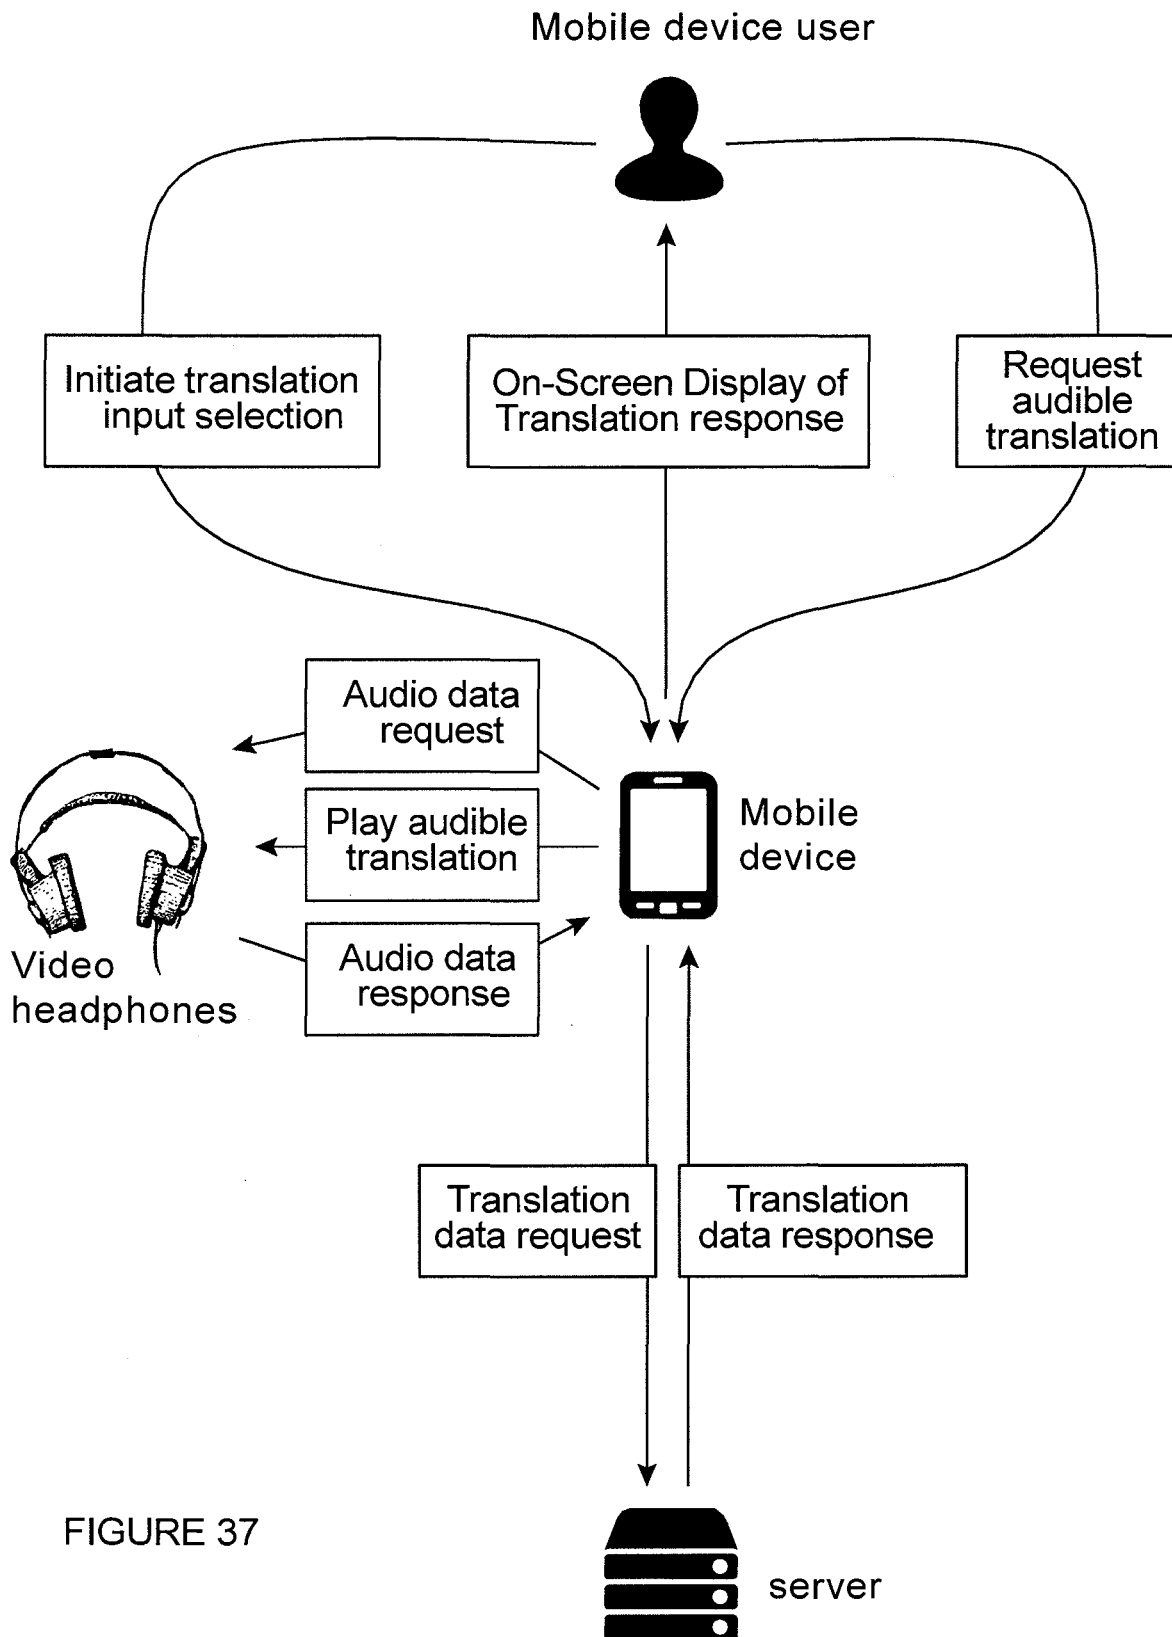 Mobile device user
Initiate translation
input selection
On-Screen Display of
Translation response
Request
audible
translation
Audio data
request
Play audible
translation
Audio data
response
Mobile
device
Video
headphones
Translation
data request
Translation
data response
FIGURE 37
server